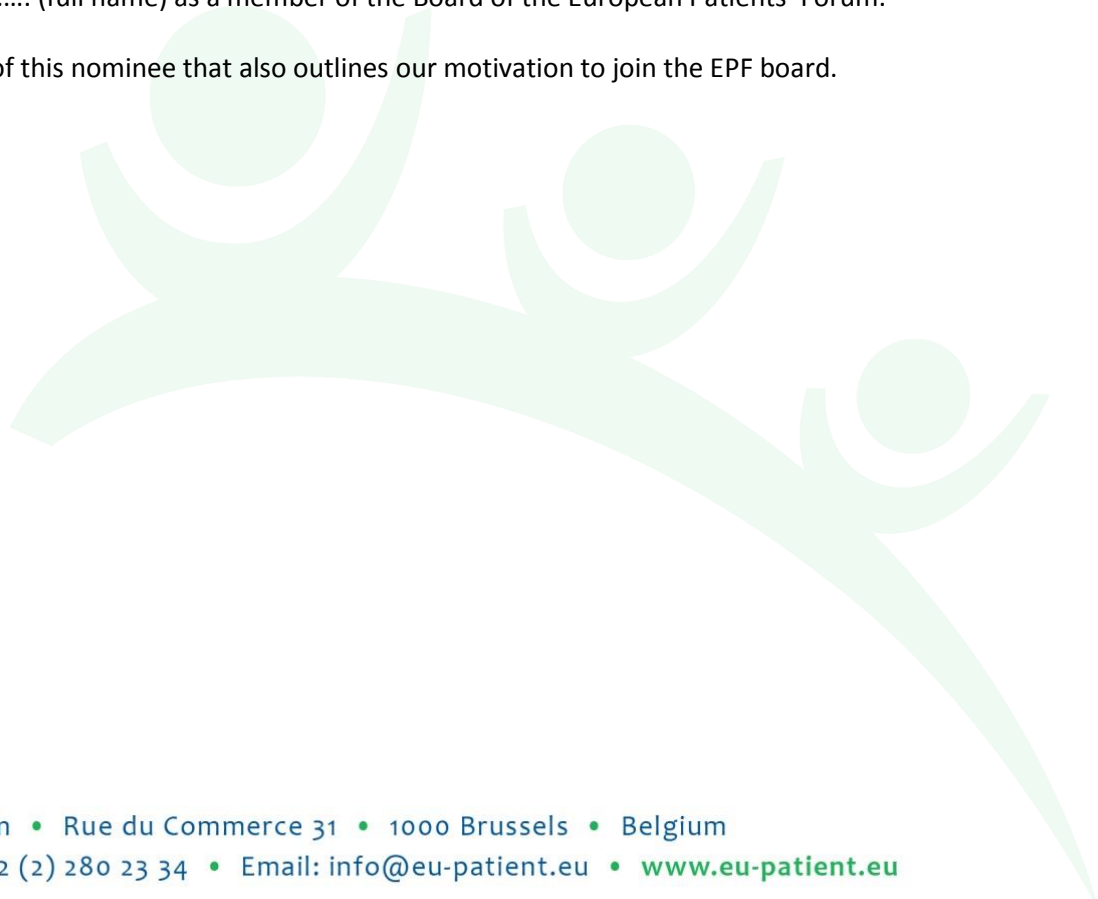 ..... (full name) as a member of the Board of the European Patients' Forum.
of this nominee that also outlines our motivation to join the EPF board.
n • Rue du Commerce 31 • 1000 Brussels • Belgium
2 (2) 280 23 34 • Email: info@eu-patient.eu • www.eu-patient.eu